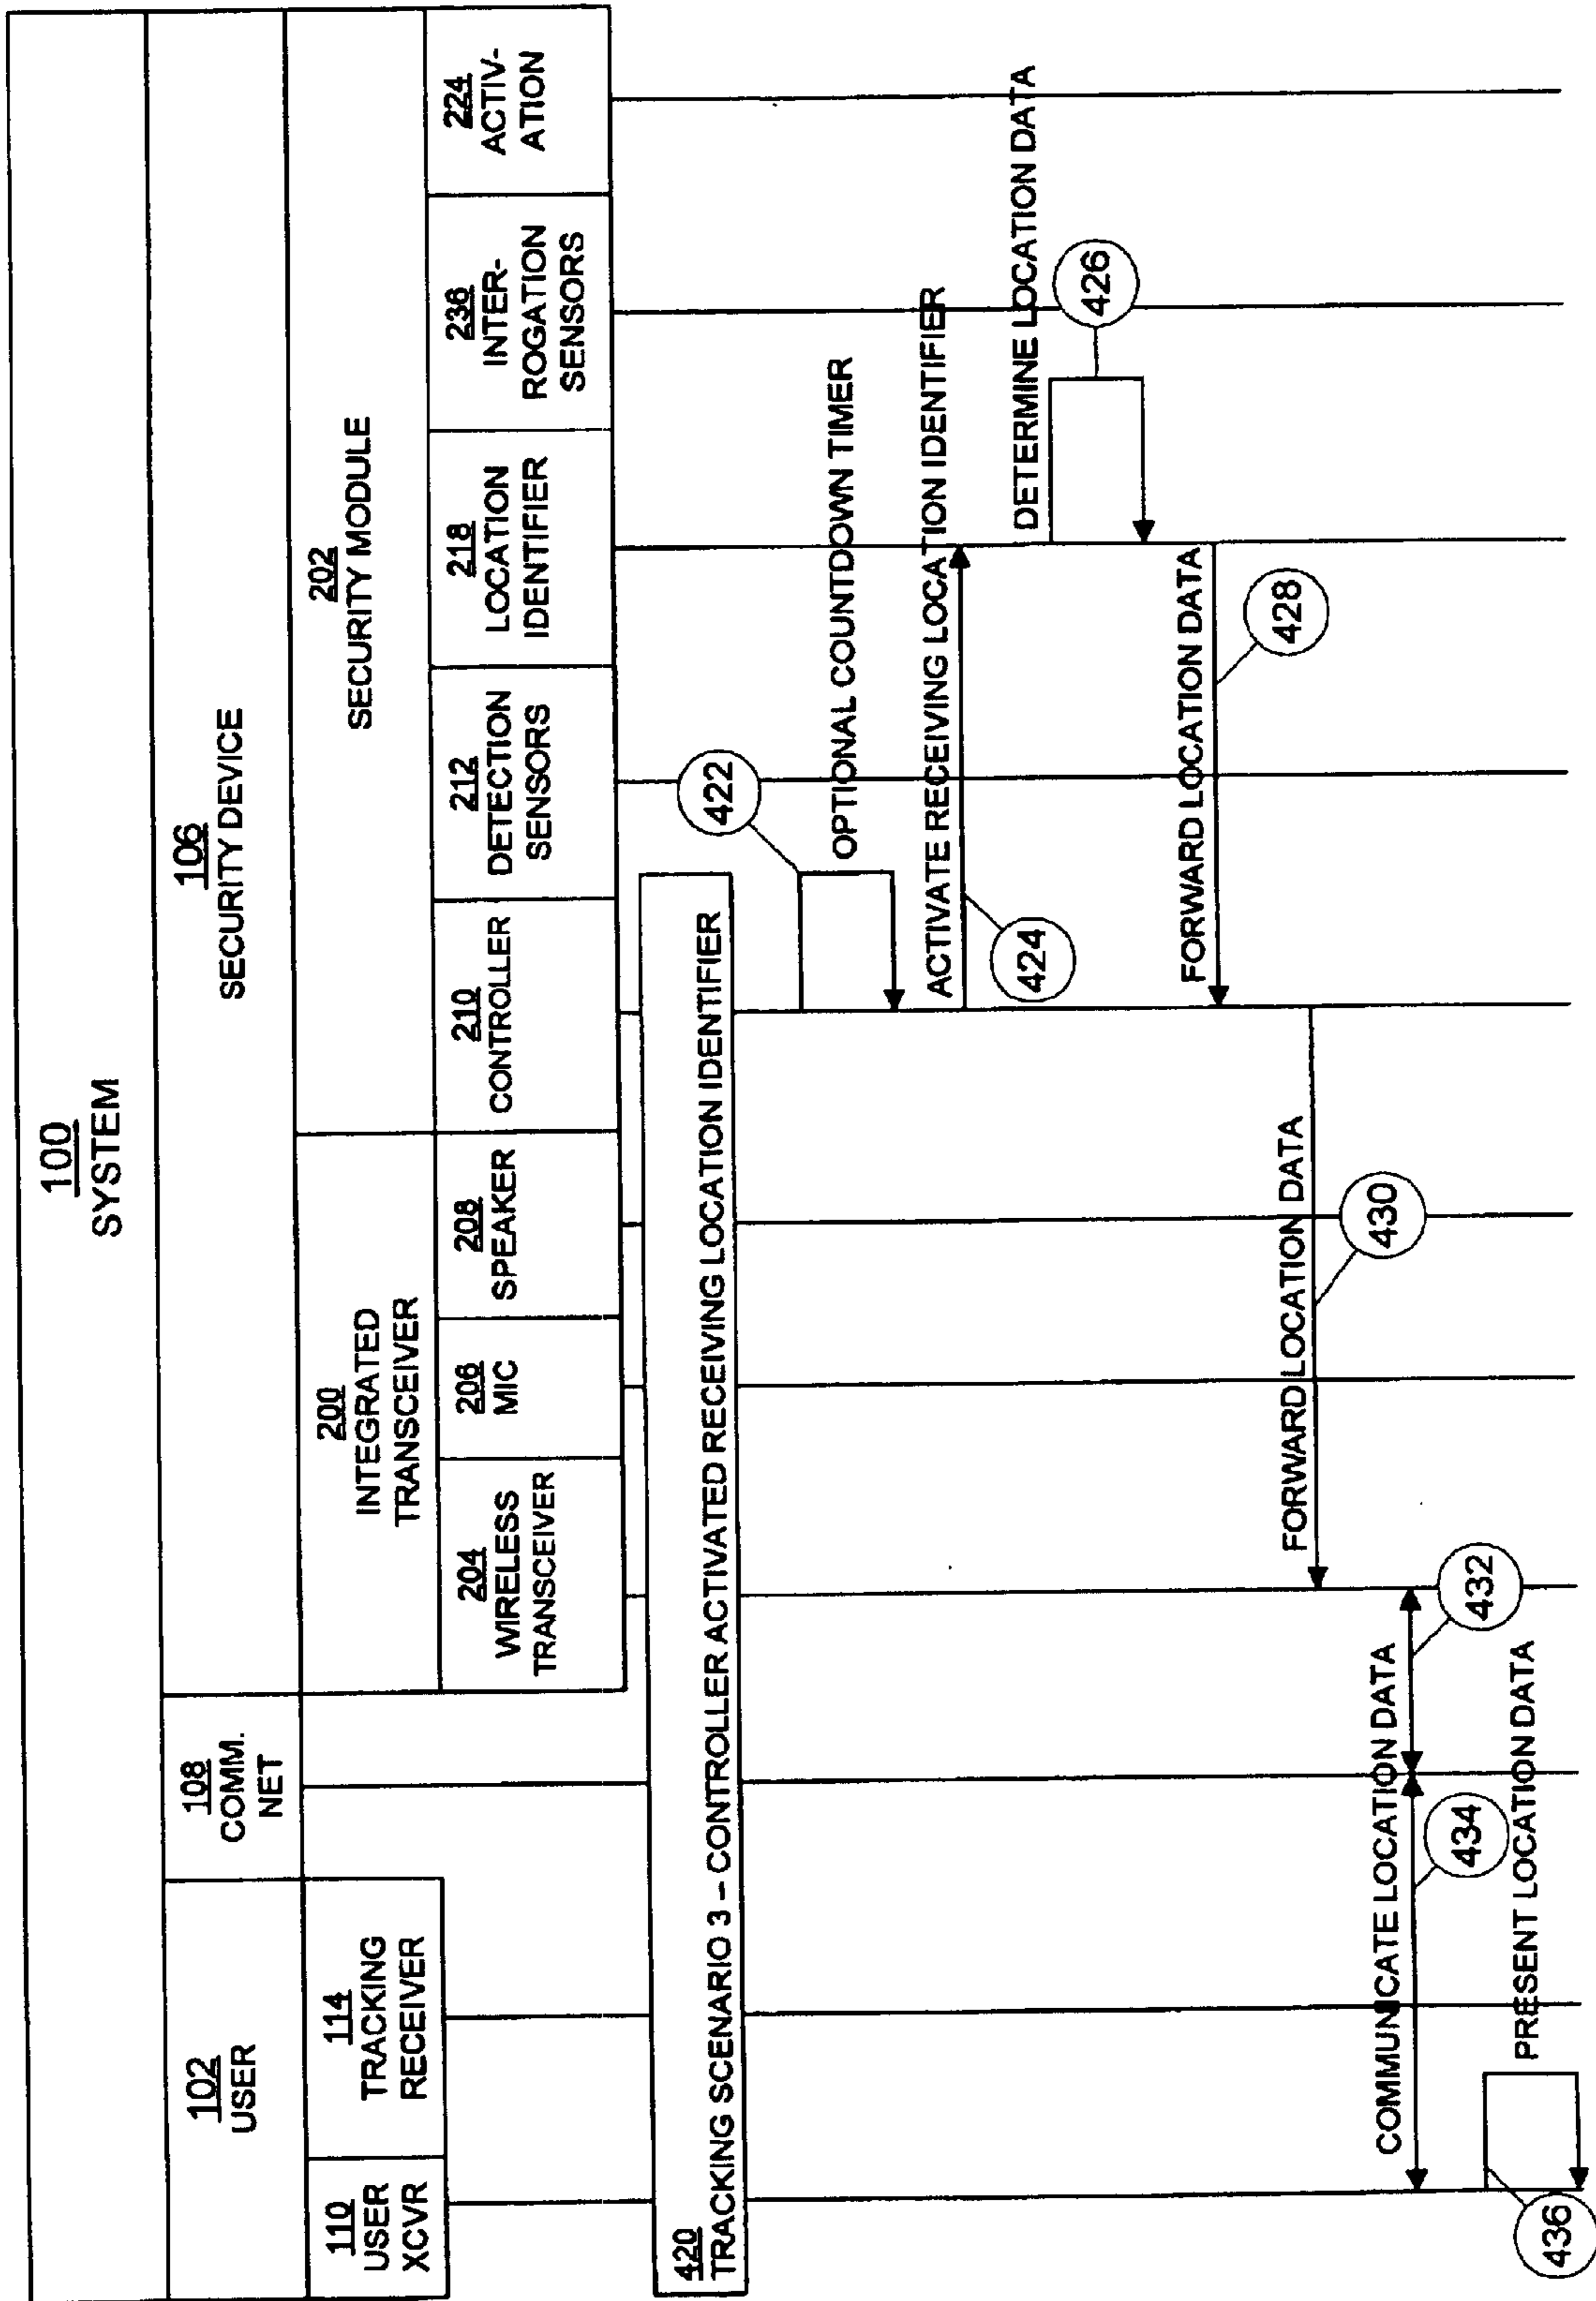 100
SYSTEM
102
USER
108
COMM.
NET
106
SECURITY DEVICE
110
USER
XCVR
114
TRACKING
RECEIVER
200
INTEGRATED
TRANSCEIVER
202
SECURITY MODULE
204
WIRELESS
TRANSCEIVER
206
MIC
208
SPEAKER
210
CONTROLLER
212
DETECTION
SENSORS
218
LOCATION
IDENTIFIER
236
INTER-
ROGATION
SENSORS
224
ACTIV-
ATION
420
TRACKING SCENARIO 3 – CONTROLLER ACTIVATED RECEIVING LOCATION IDENTIFIER
422
OPTIONAL COUNTDOWN TIMER
ACTIVATE RECEIVING LOCATION IDENTIFIER
424
DETERMINE LOCATION DATA
426
FORWARD LOCATION DATA
428
FORWARD LOCATION DATA
430
COMMUNICATE LOCATION DATA
432
434
PRESENT LOCATION DATA
436